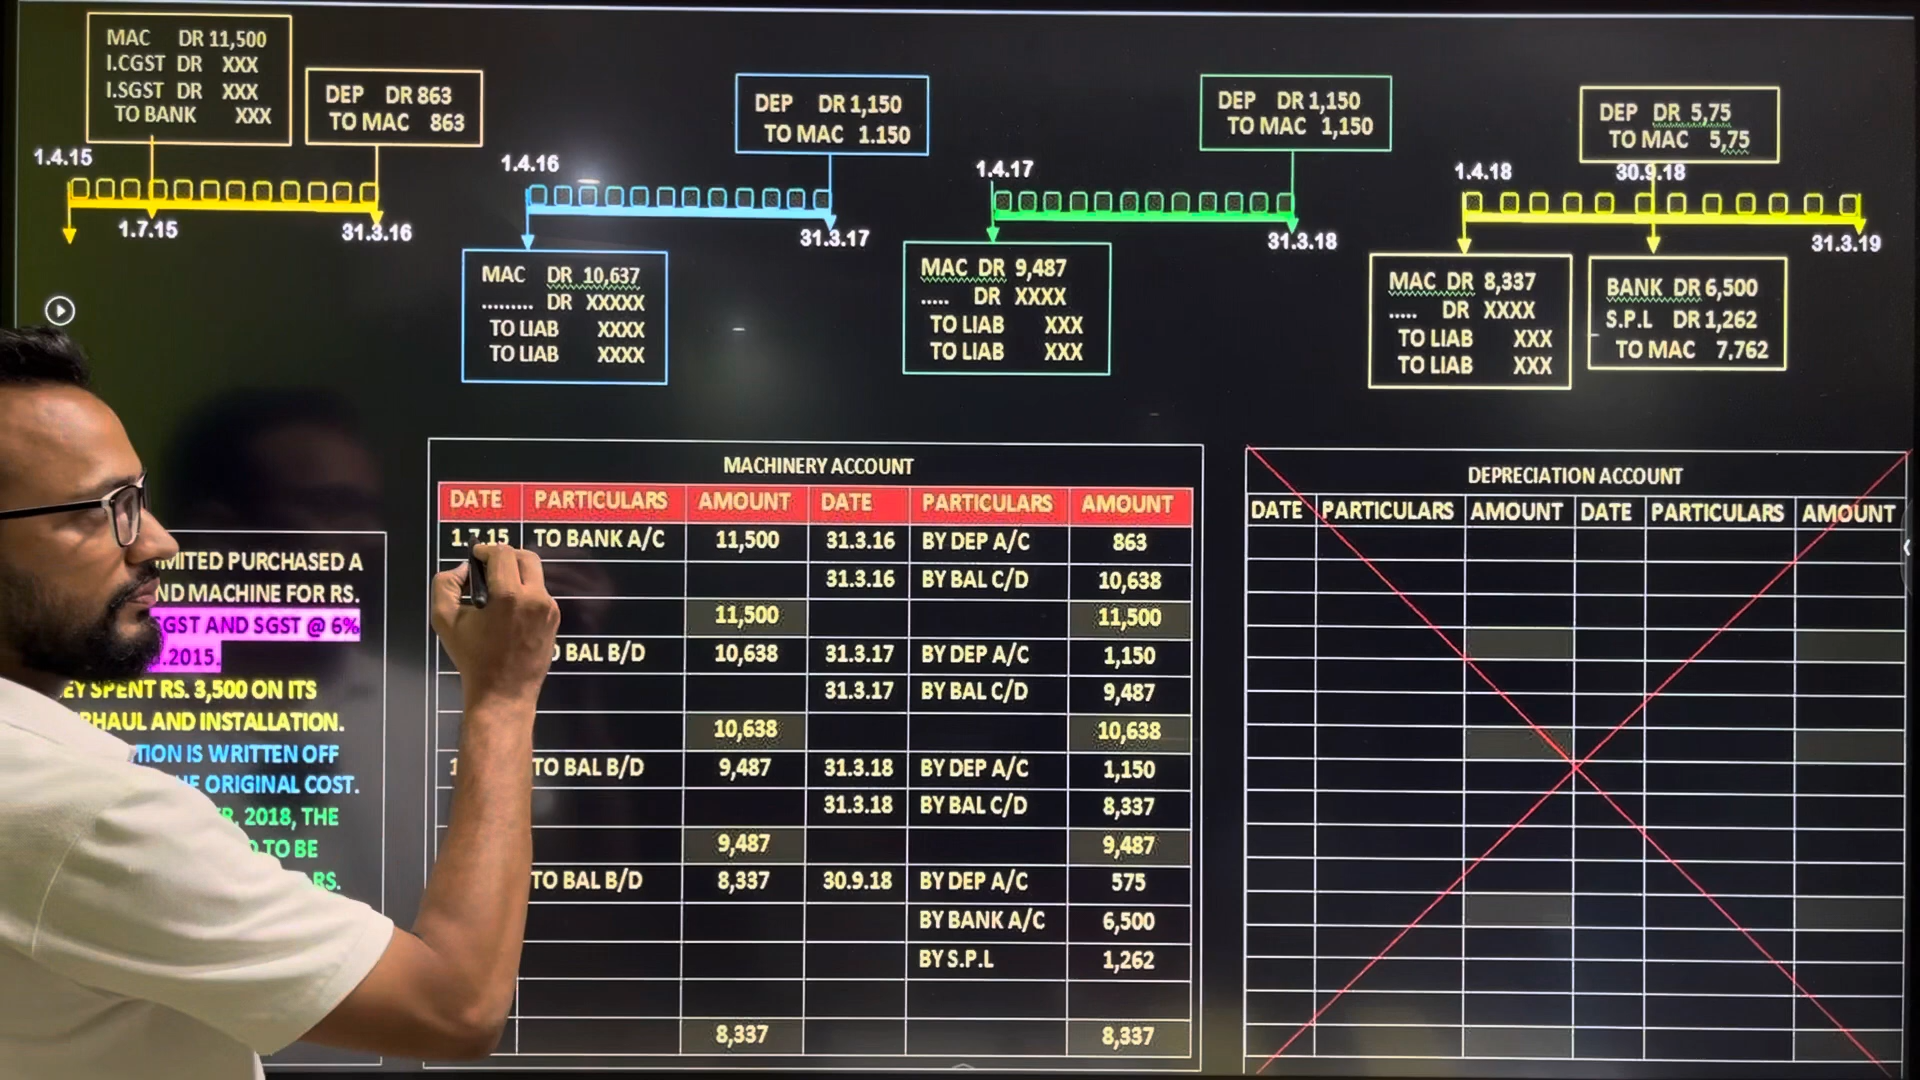 MAC DR 11,500
I.CGST DR XXX
I.SGST DR XXX
TO BANK XXX
DEP DR 863
TO MAC 863
1.4.15
1.7.15
31.3.16
DEP DR 1,150
TO MAC 1.150
1.4.16
31.3.17
MAC DR 10,637
......... DR XXXXX
TO LIAB XXXX
TO LIAB XXXX
DEP DR 1,150
TO MAC 1,150
1.4.17
31.3.18
MAC DR 9,487
..... DR XXXX
TO LIAB XXX
TO LIAB XXX
DEP DR 5,75
TO MAC 5,75
1.4.18
30.9.18
31.3.19
MAC DR 8,337
..... DR XXXX
TO LIAB XXX
TO LIAB XXX
BANK DR 6,500
S.P.L DR 1,262
TO MAC 7,762
PURCHASED A
MACHINE FOR RS.
AND SGST @ 6%
.2015.
SPENT RS. 3,500 ON ITS
AND INSTALLATION.
IS WRITTEN OFF
ORIGINAL COST.
2018, THE
TO BE
RS.
MACHINERY ACCOUNT
DATE PARTICULARS AMOUNT DATE PARTICULARS AMOUNT
1.7.15 TO BANK A/C 11,500 31.3.16 BY DEP A/C 863
31.3.16 BY BAL C/D 10,638
11,500 11,500
BAL B/D 10,638 31.3.17 BY DEP A/C 1,150
31.3.17 BY BAL C/D 9,487
10,638 10,638
TO BAL B/D 9,487 31.3.18 BY DEP A/C 1,150
31.3.18 BY BAL C/D 8,337
9,487 9,487
TO BAL B/D 8,337 30.9.18 BY DEP A/C 575
BY BANK A/C 6,500
BY S.P.L 1,262
8,337 8,337
DEPRECIATION ACCOUNT
DATE PARTICULARS AMOUNT DATE PARTICULARS AMOUNT